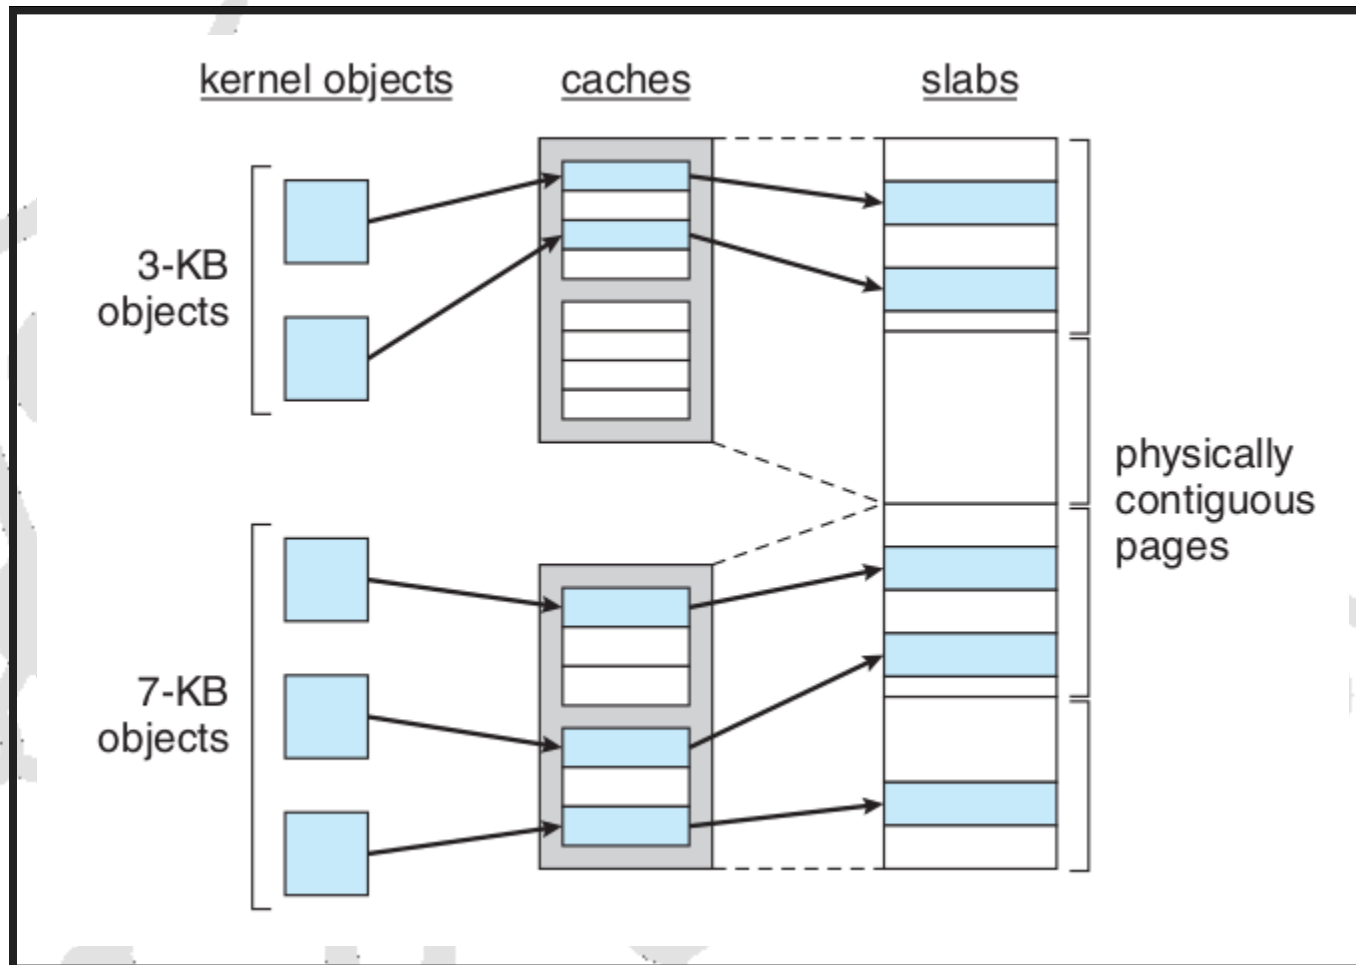 kernel objects
caches
slabs
3-KB
objects
physically
contiguous
pages
7-KB
objects